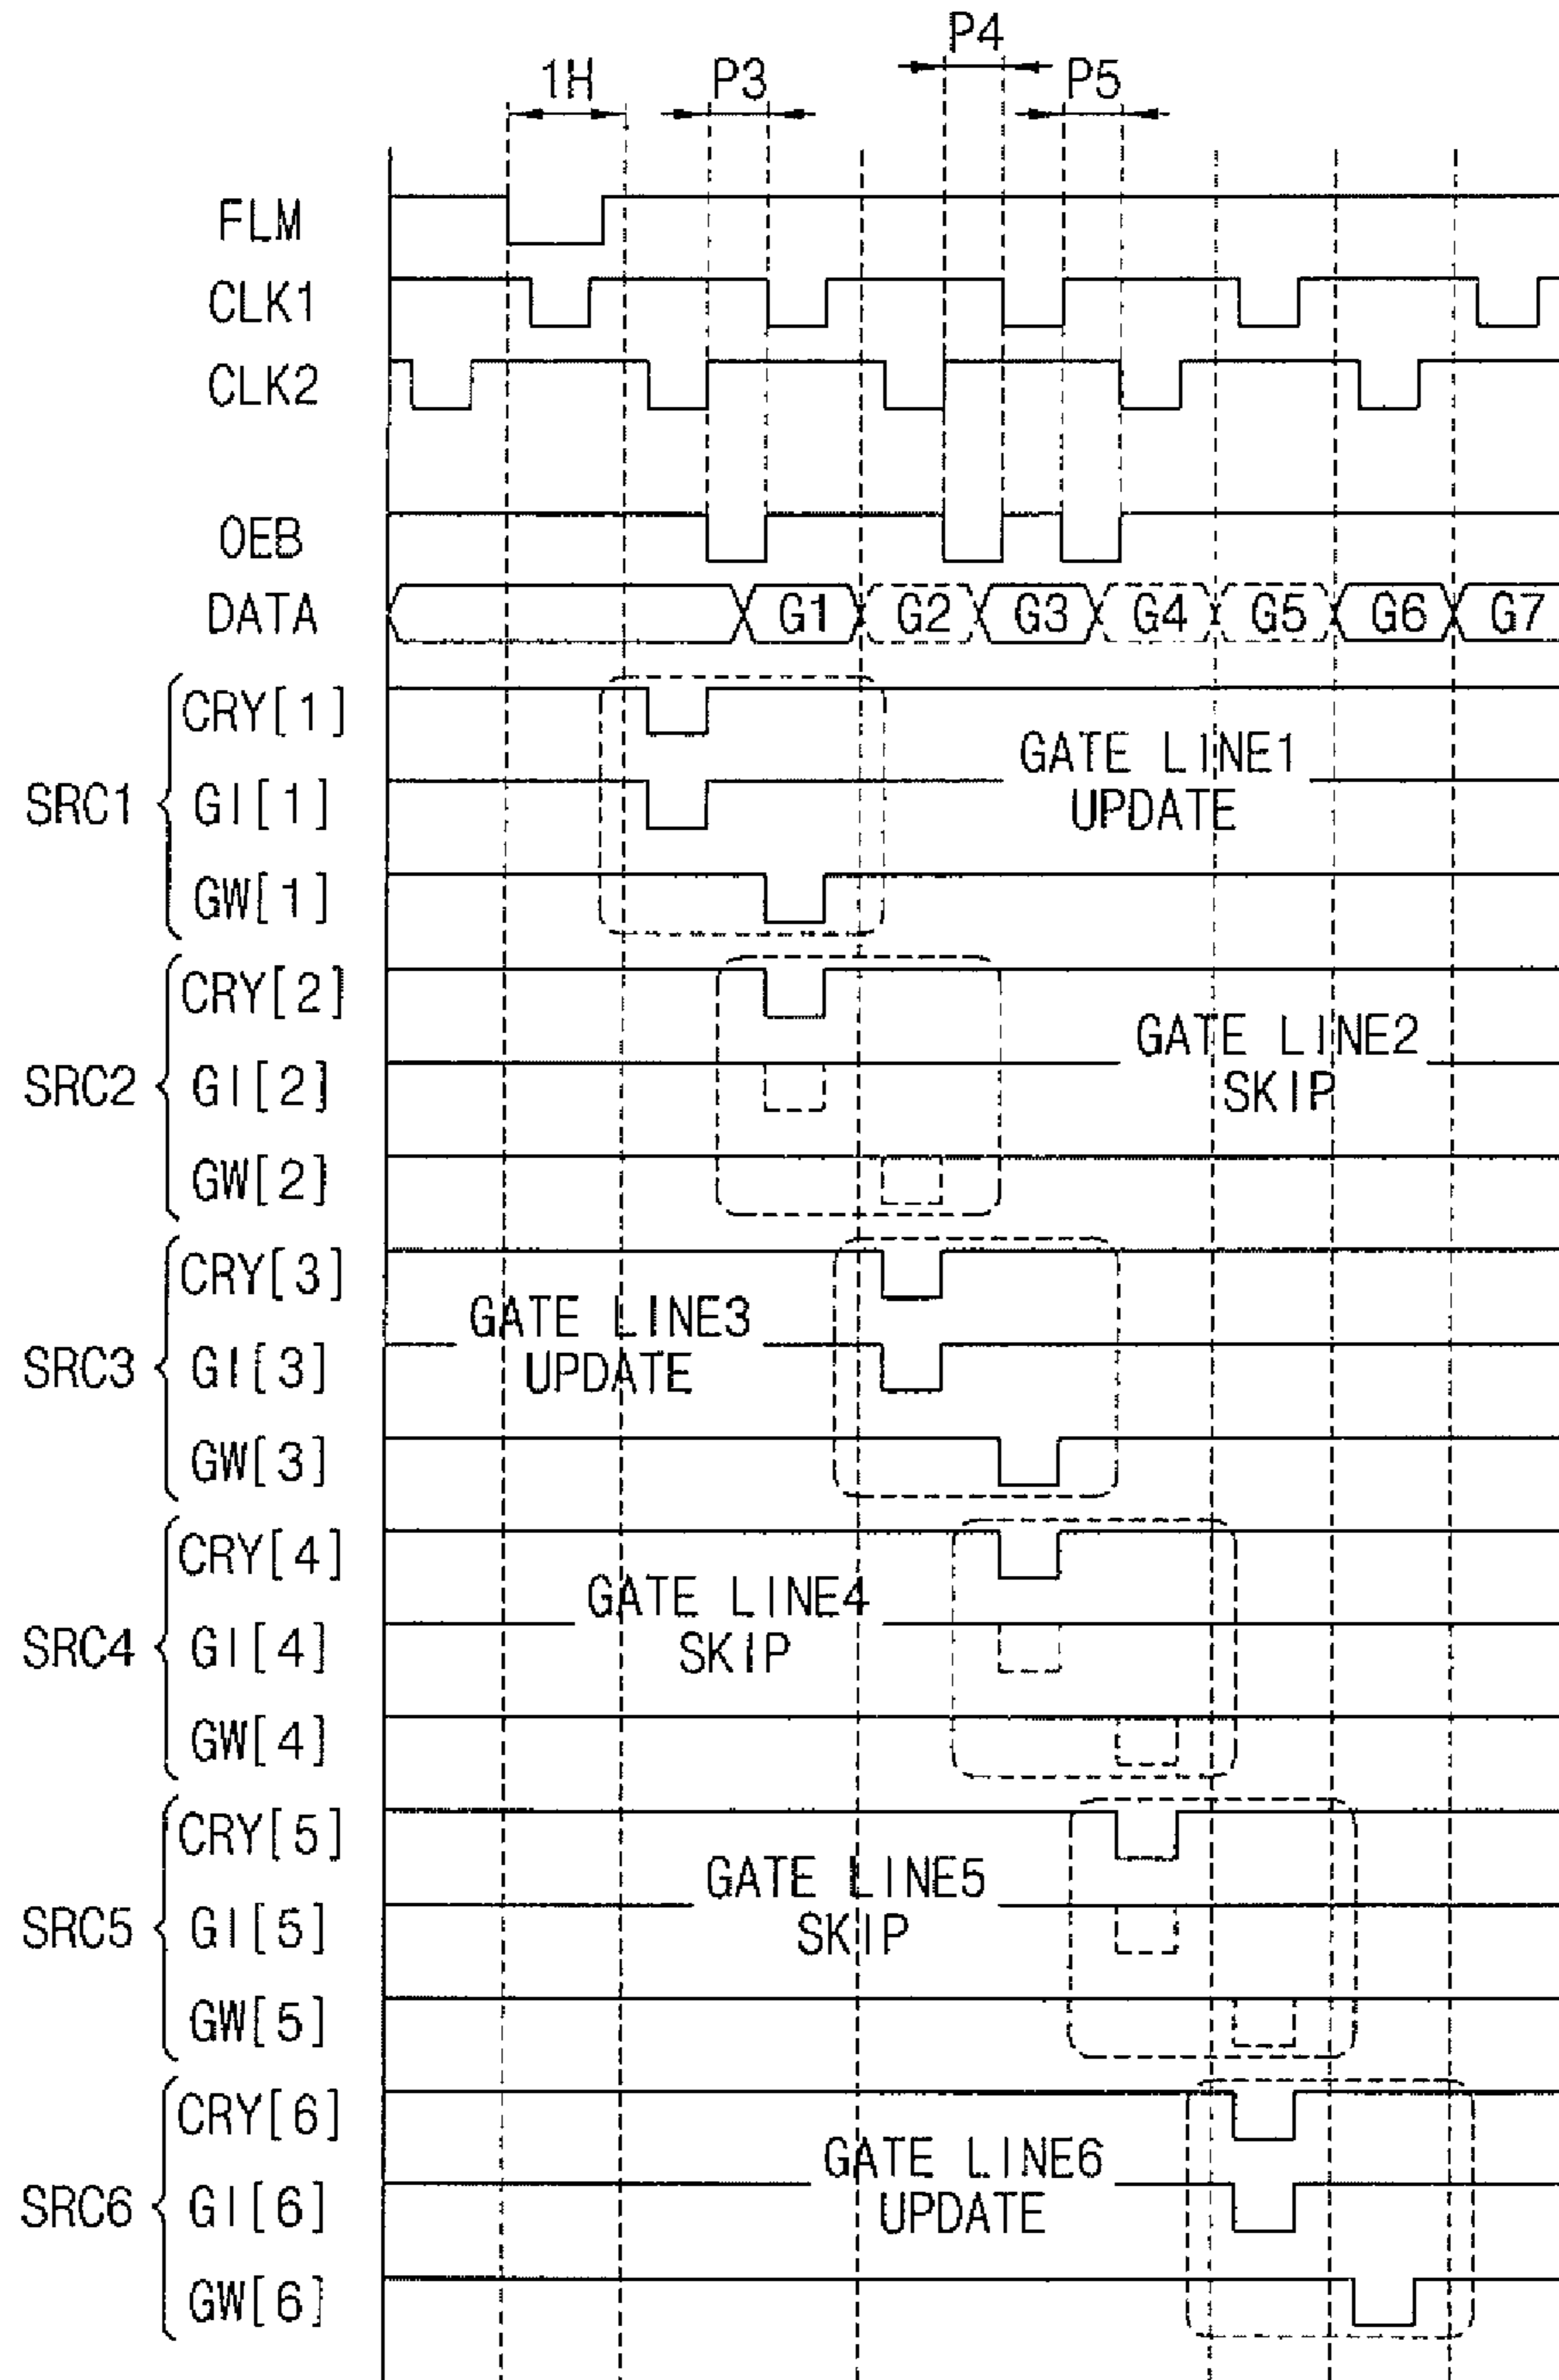 P4
1H P3 P5
FLM
CLK1
CLK2
OEB
DATA G1 G2 G3 G4 G5 G6 G7
CRY[1]
GATE LINE1
SRC1 GI[1] UPDATE
GW[1]
CRY[2]
GATE LINE2
SRC2 GI[2] SKIP
GW[2]
CRY[3]
GATE LINE3
SRC3 GI[3] UPDATE
GW[3]
CRY[4]
GATE LINE4
SRC4 GI[4] SKIP
GW[4]
CRY[5]
GATE LINE5
SRC5 GI[5] SKIP
GW[5]
CRY[6]
GATE LINE6
SRC6 GI[6] UPDATE
GW[6]